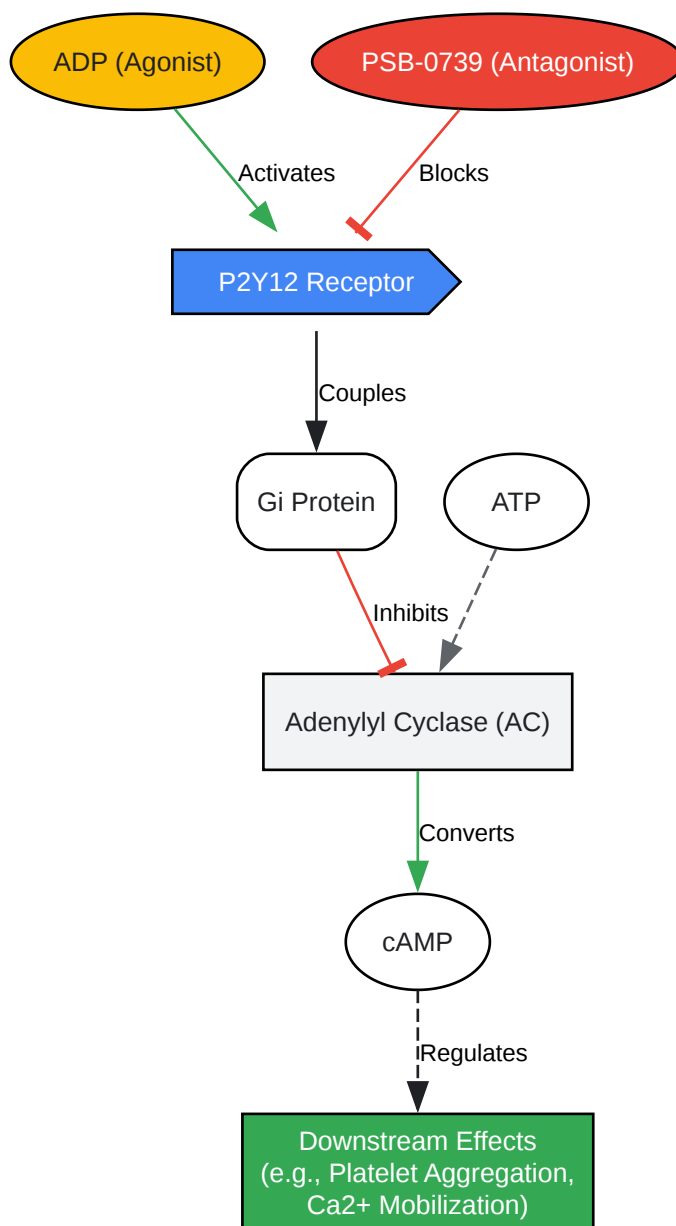 ADP (Agonist)
PSB-0739 (Antagonist)
Activates
Blocks
P2Y12 Receptor
Couples
Gi Protein
ATP
Inhibits
Adenylyl Cyclase (AC)
Converts
cAMP
Regulates
Downstream Effects
(e.g., Platelet Aggregation,
Ca2+ Mobilization)